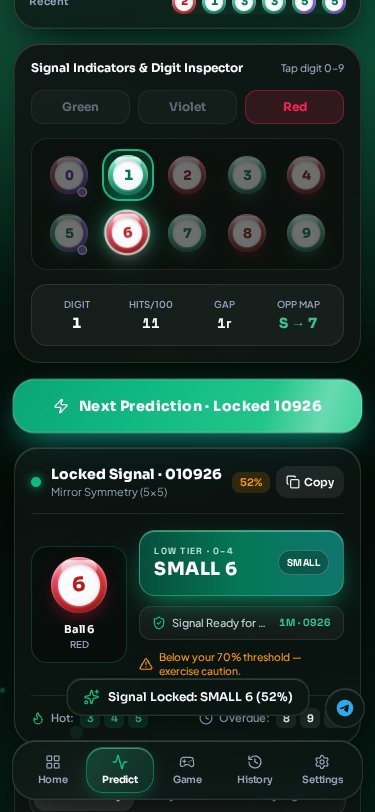 Recent 2 1 3 3 5 5
Signal Indicators & Digit Inspector Tap digit 0–9
Green Violet Red
0 1 2 3 4
5 6 7 8 9
DIGIT HITS/100 GAP OPP MAP
1 11 1r S → 7
Next Prediction · Locked 10926
Locked Signal · 010926 52% Copy
Mirror Symmetry (5×5)
LOW TIER · 0–4
SMALL 6 SMALL
6
Ball 6
RED
Signal Ready for ... 1M · 0926
Below your 70% threshold —
exercise caution.
Signal Locked: SMALL 6 (52%)
Hot: 3 4 5 Overdue: 8 9
Home Predict Game History Settings